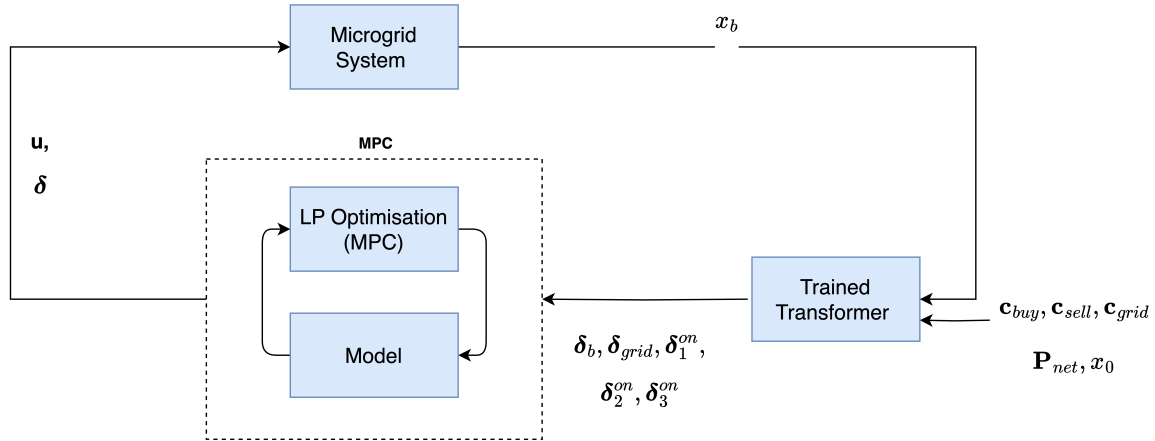 Microgrid
System
x_b
u,
δ
MPC
LP Optimisation
(MPC)
Model
Trained
Transformer
δ_b, δ_grid, δ_1^on,
δ_2^on, δ_3^on
c_buy, c_sell, c_grid
P_net, x_0